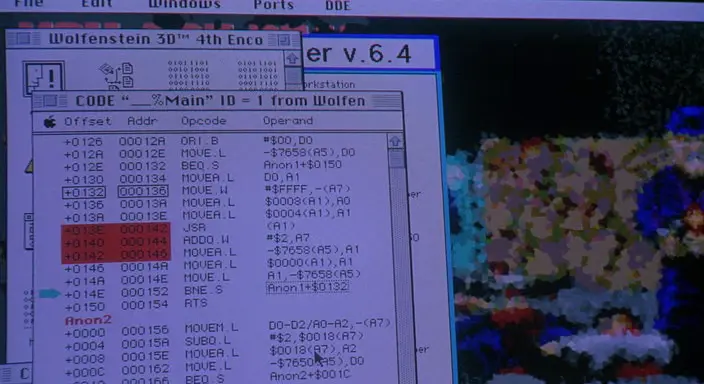 File Edit Windows Ports DDE
Wolfenstein 3D™ 4th Enco
er v.6.4
orkstation
CODE "__%Main" ID = 1 from Wolfen
Offset Addr Opcode Operand
+0126 00012A ORI.B #$00,D0
+012A 00012E MOVE.L -$7658(A5),D0
+012E 000132 BEQ.S Anon1+$0150
+0130 000134 MOVEA.L D0,A1
+0132 000136 MOVE.W #$FFFF,-(A7)
+0136 00013A MOVEA.L $0008(A1),A0
+013A 00013E MOVEA.L $0004(A1),A1
+013E 000142 JSR (A1)
+0140 000144 ADDQ.W #$2,A7
+0142 000146 MOVEA.L -$7658(A5),A1
+0146 00014A MOVEA.L $0000(A1),A1
+014A 00014E MOVE.L A1,-$7658(A5)
+014E 000152 BNE.S Anon1+$0132
+0150 000154 RTS
Anon2
+0000 000156 MOVEM.L D0-D2/A0-A2,-(A7)
+0004 00015A SUBQ.L #$2,$0018(A7)
+0008 00015E MOVEA.L $0018(A7),A2
+000C 000162 MOVE.L -$7650(A5),D0
000166 BEQ.S Anon2+$001C